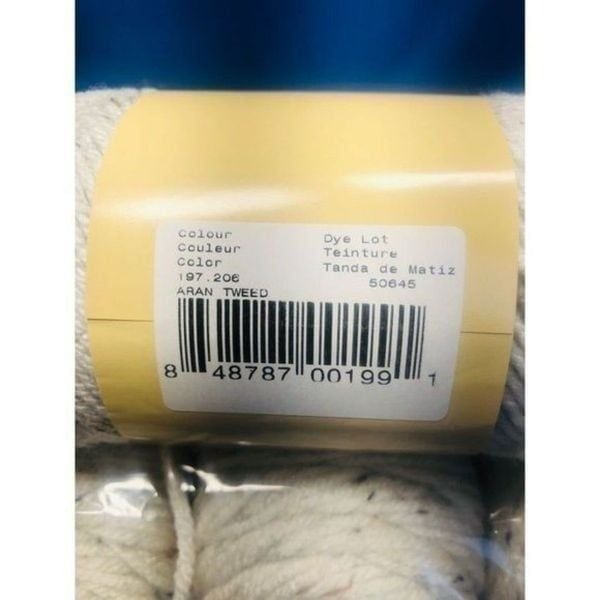 Colour
Couleur
Color
197.206
ARAN TWEED
Dye Lot
Teinture
Tanda de Matiz
50645
8 48787 00199 1